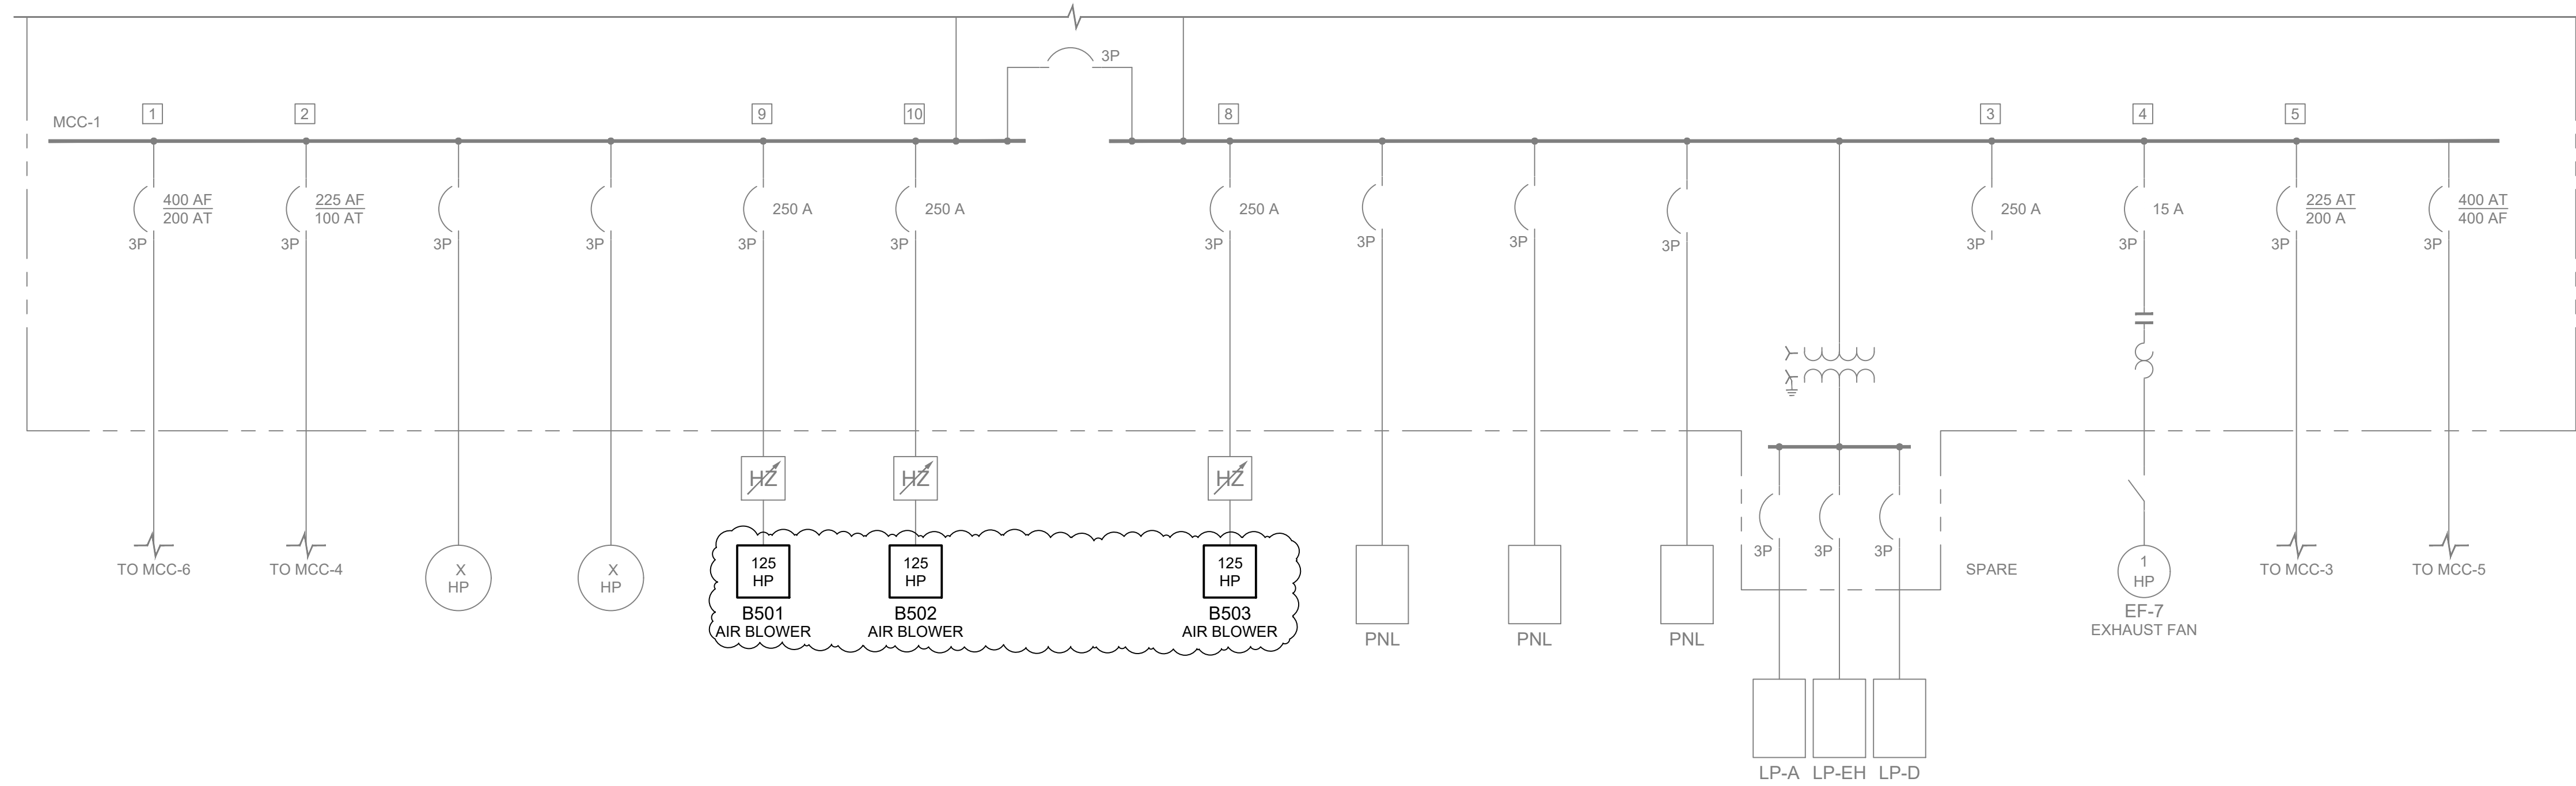 3P
MCC-1
1
2
9
10
8
3
4
5
400 AF
200 AT
3P
225 AF
100 AT
3P
3P
3P
250 A
3P
250 A
3P
250 A
3P
3P
3P
3P
250 A
3P
15 A
3P
225 AT
200 A
3P
400 AT
400 AF
3P
HZ
HZ
HZ
3P
3P
3P
TO MCC-6
TO MCC-4
X
HP
X
HP
125
HP
B501
AIR BLOWER
125
HP
B502
AIR BLOWER
125
HP
B503
AIR BLOWER
PNL
PNL
PNL
SPARE
1
HP
EF-7
EXHAUST FAN
TO MCC-3
TO MCC-5
LP-A
LP-EH
LP-D